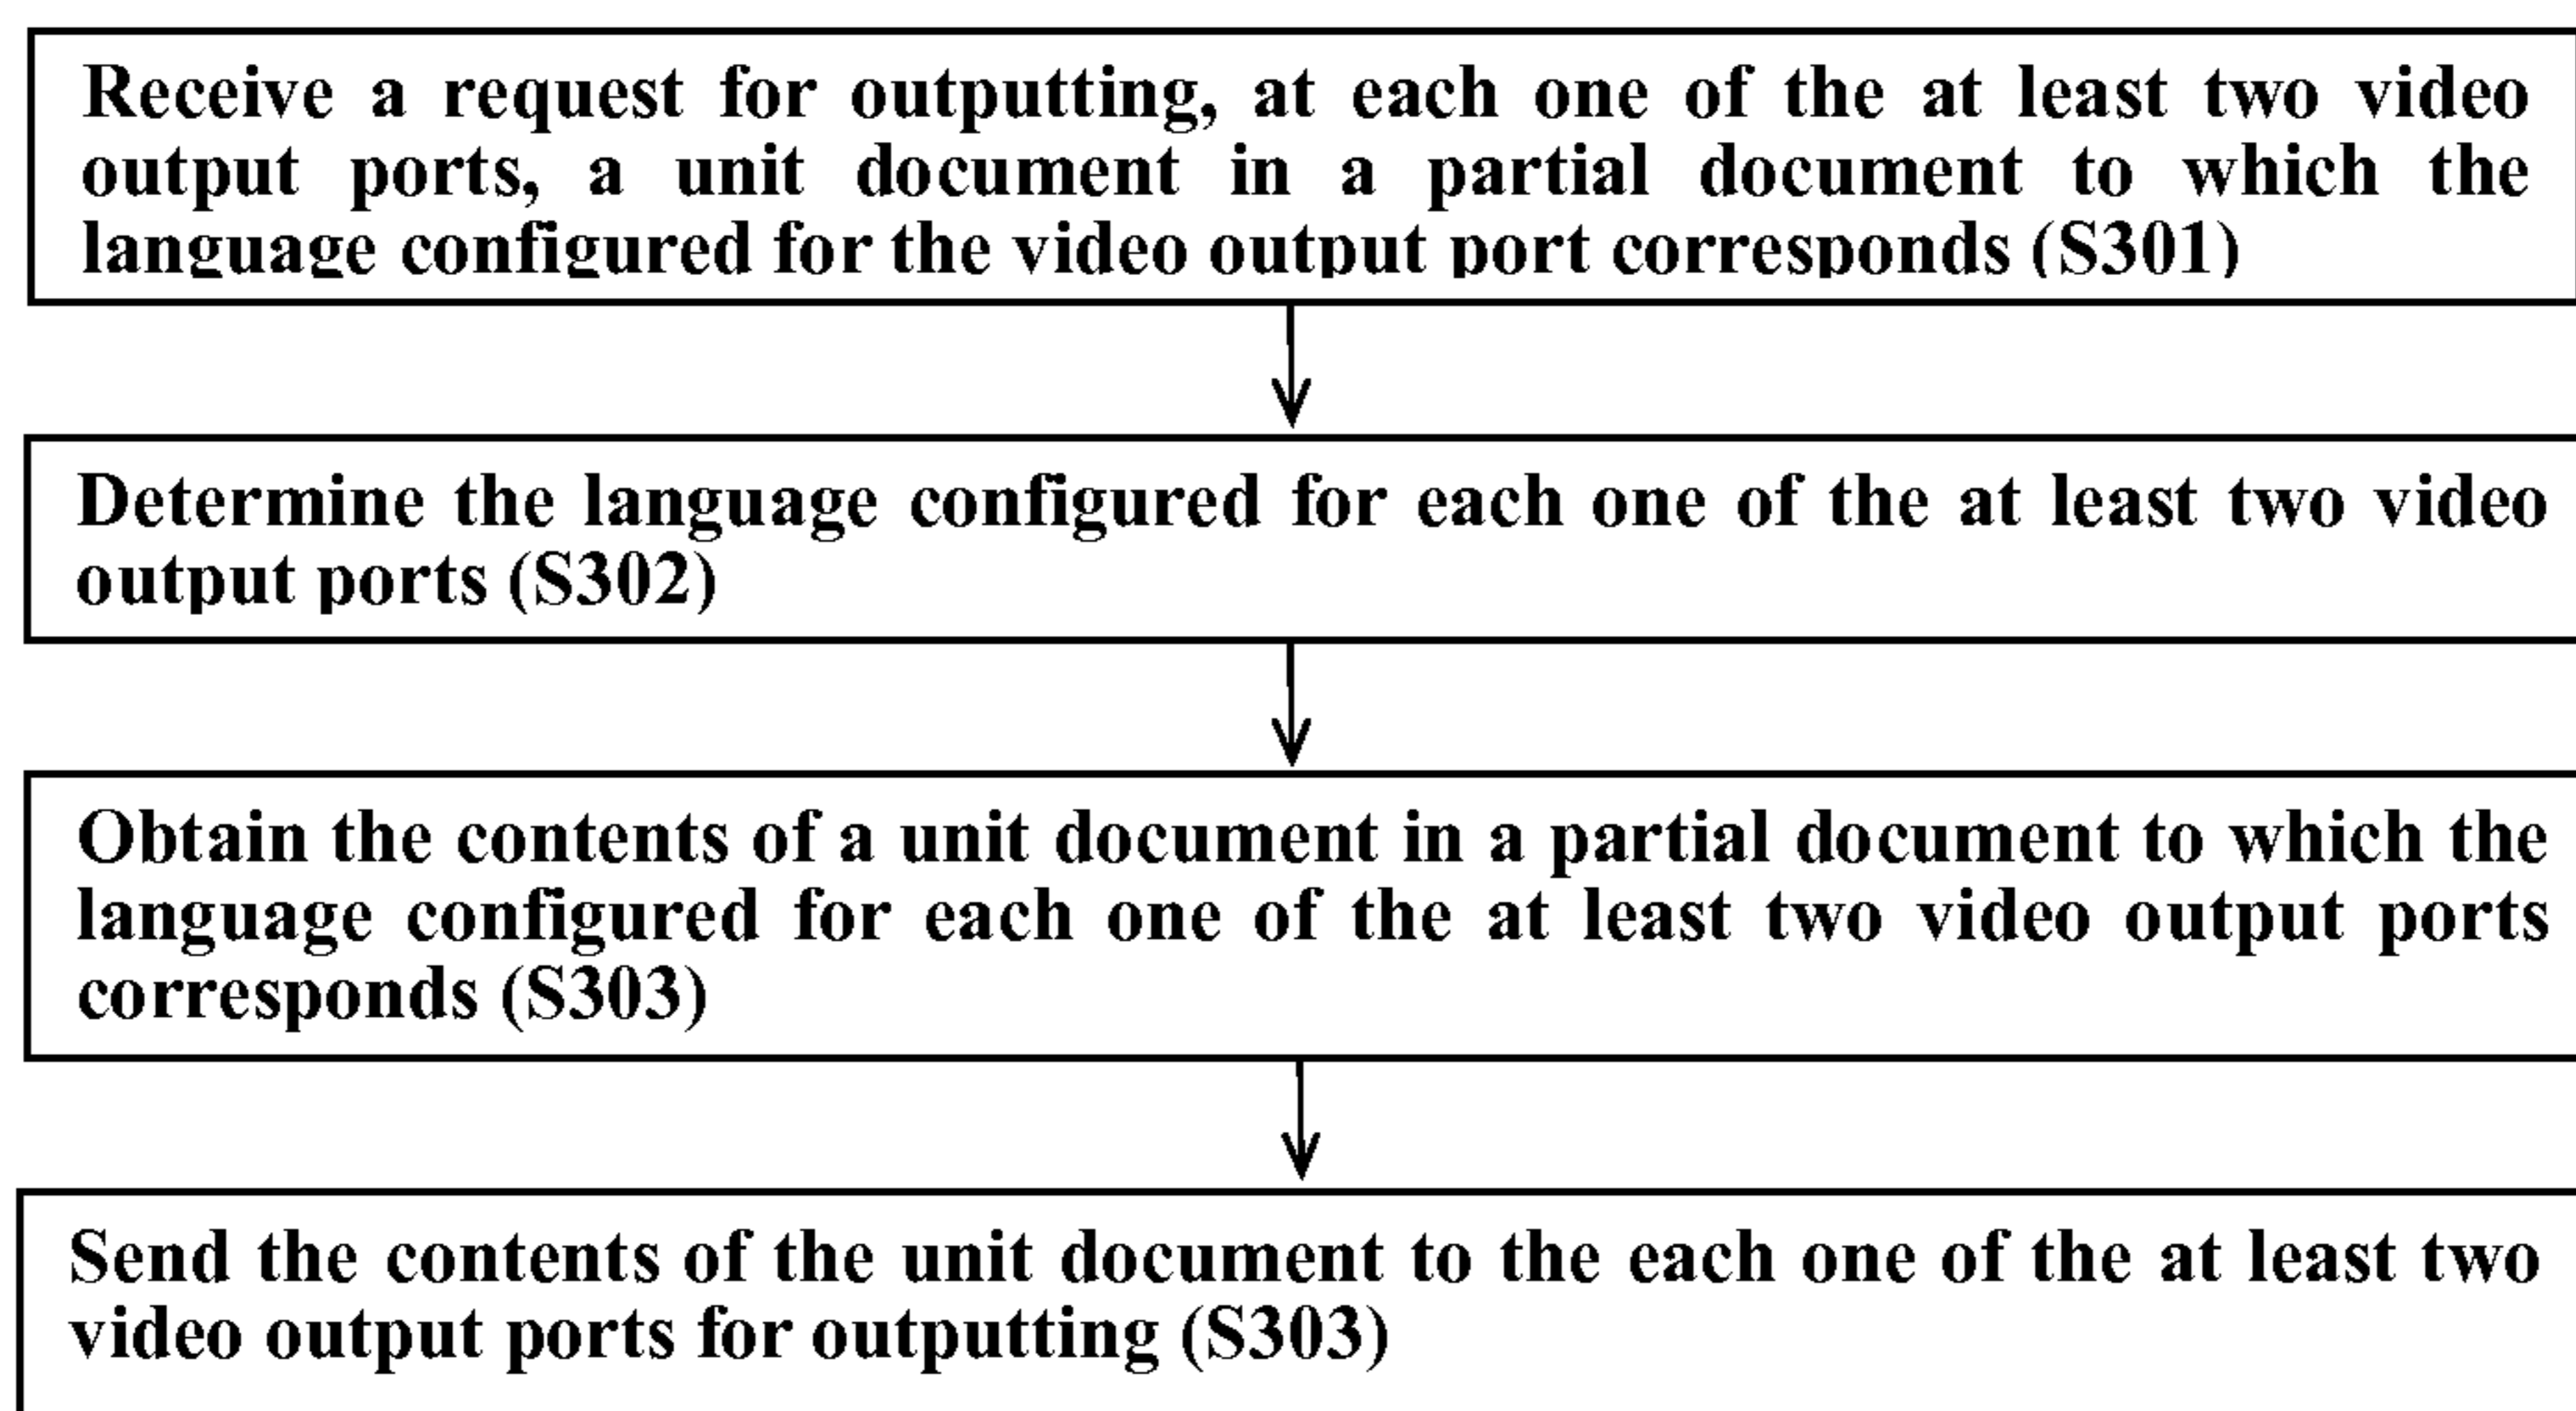 Receive a request for outputting, at each one of the at least two video
output ports, a unit document in a partial document to which the
language configured for the video output port corresponds (S301)
Determine the language configured for each one of the at least two video
output ports (S302)
Obtain the contents of a unit document in a partial document to which the
language configured for each one of the at least two video output ports
corresponds (S303)
Send the contents of the unit document to the each one of the at least two
video output ports for outputting (S303)